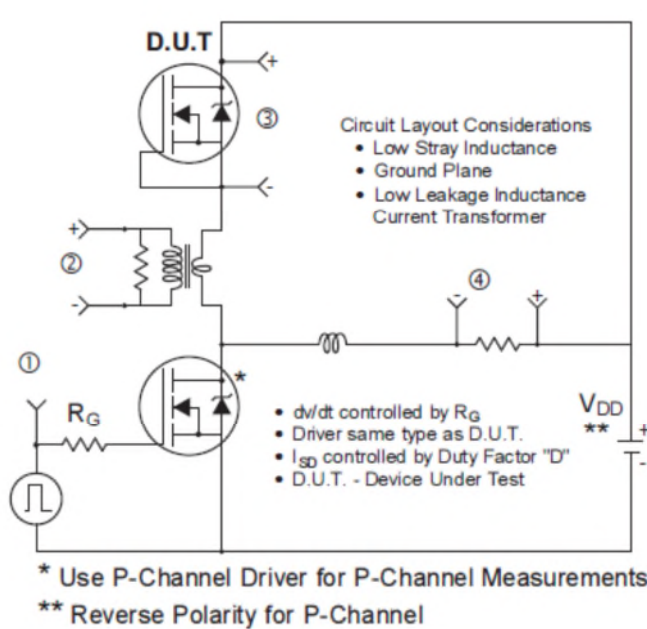 D.U.T
+
③
-
Circuit Layout Considerations
• Low Stray Inductance
• Ground Plane
• Low Leakage Inductance
Current Transformer
+
②
-
④
-
+
①
RG
*
• dv/dt controlled by RG
• Driver same type as D.U.T.
• ISD controlled by Duty Factor "D"
• D.U.T. - Device Under Test
VDD
**
+
-
* Use P-Channel Driver for P-Channel Measurements
** Reverse Polarity for P-Channel